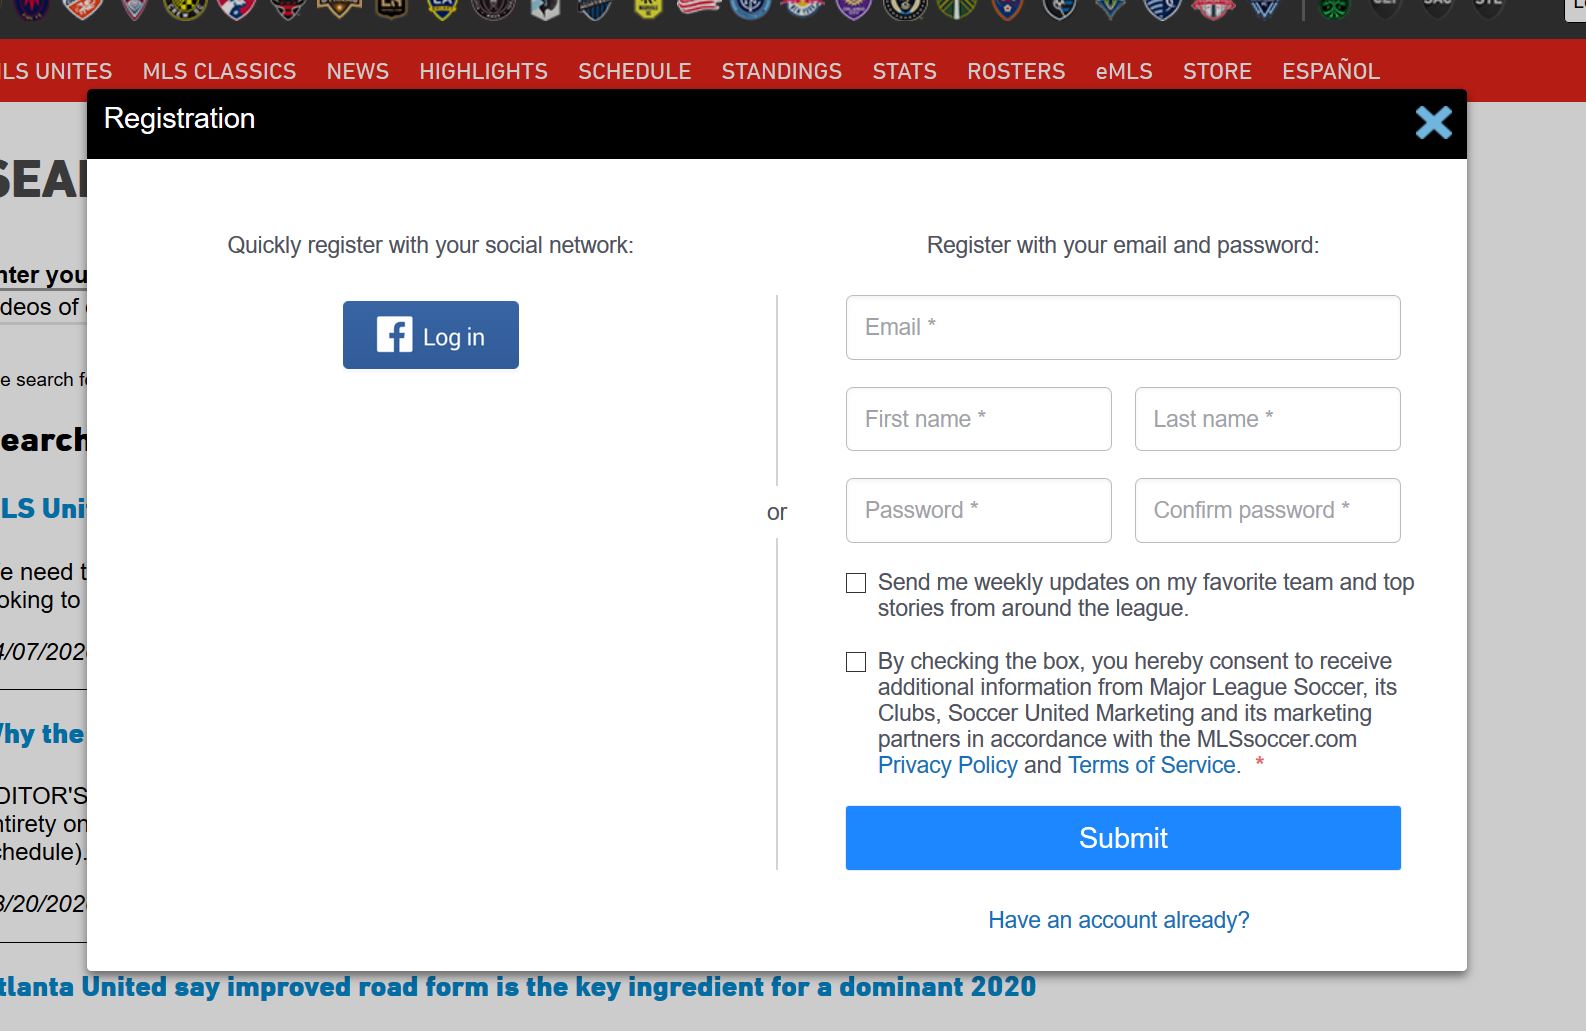 LS UNITES MLS CLASSICS NEWS HIGHLIGHTS SCHEDULE STANDINGS STATS ROSTERS eMLS STORE ESPAÑOL
Registration
SEA
nter you
deos of
e search f
earch
LS Uni
e need t
oking to
4/07/202
hy the
DITOR'S
ntirety on
chedule).
3/20/202
tlanta United say improved road form is the key ingredient for a dominant 2020
Quickly register with your social network:
Log in
or
Register with your email and password:
Email *
First name * Last name *
Password * Confirm password *
Send me weekly updates on my favorite team and top
stories from around the league.
By checking the box, you hereby consent to receive
additional information from Major League Soccer, its
Clubs, Soccer United Marketing and its marketing
partners in accordance with the MLSsoccer.com
Privacy Policy and Terms of Service. *
Submit
Have an account already?